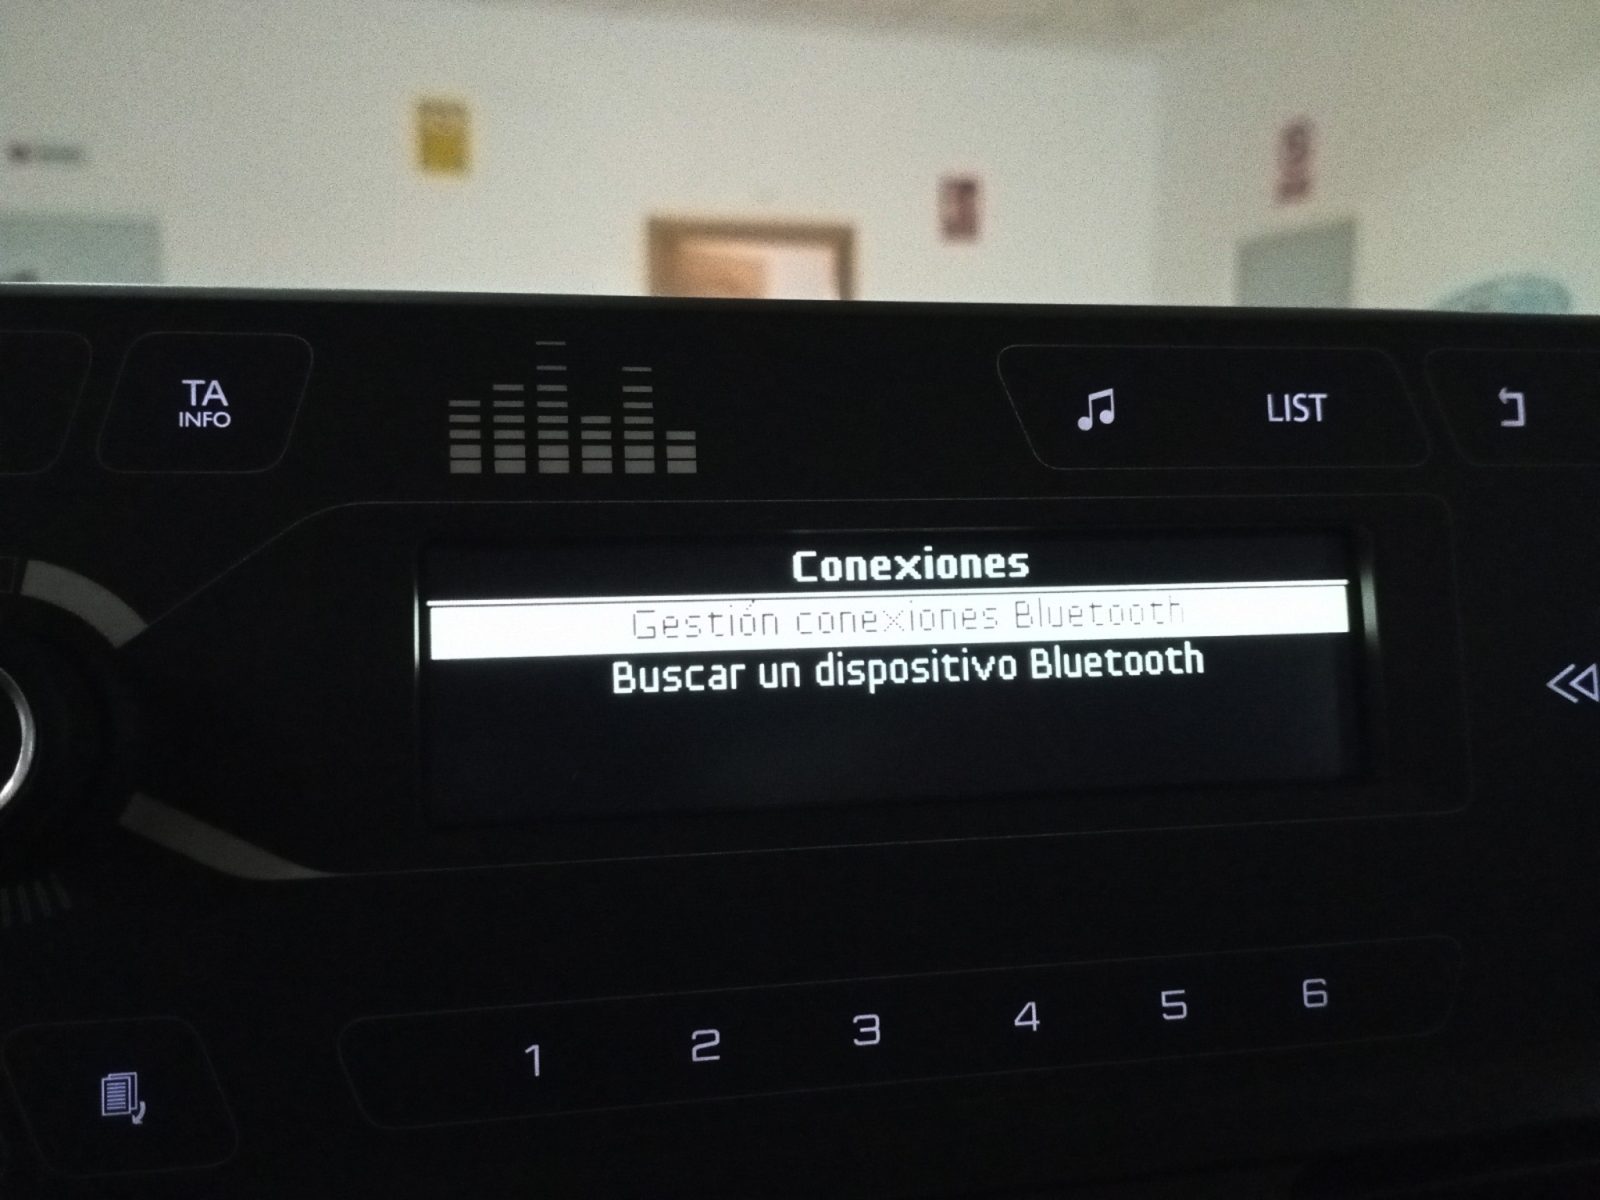 TA
INFO
LIST
Conexiones
Gestión conexiones Bluetooth
Buscar un dispositivo Bluetooth
1 2 3 4 5 6